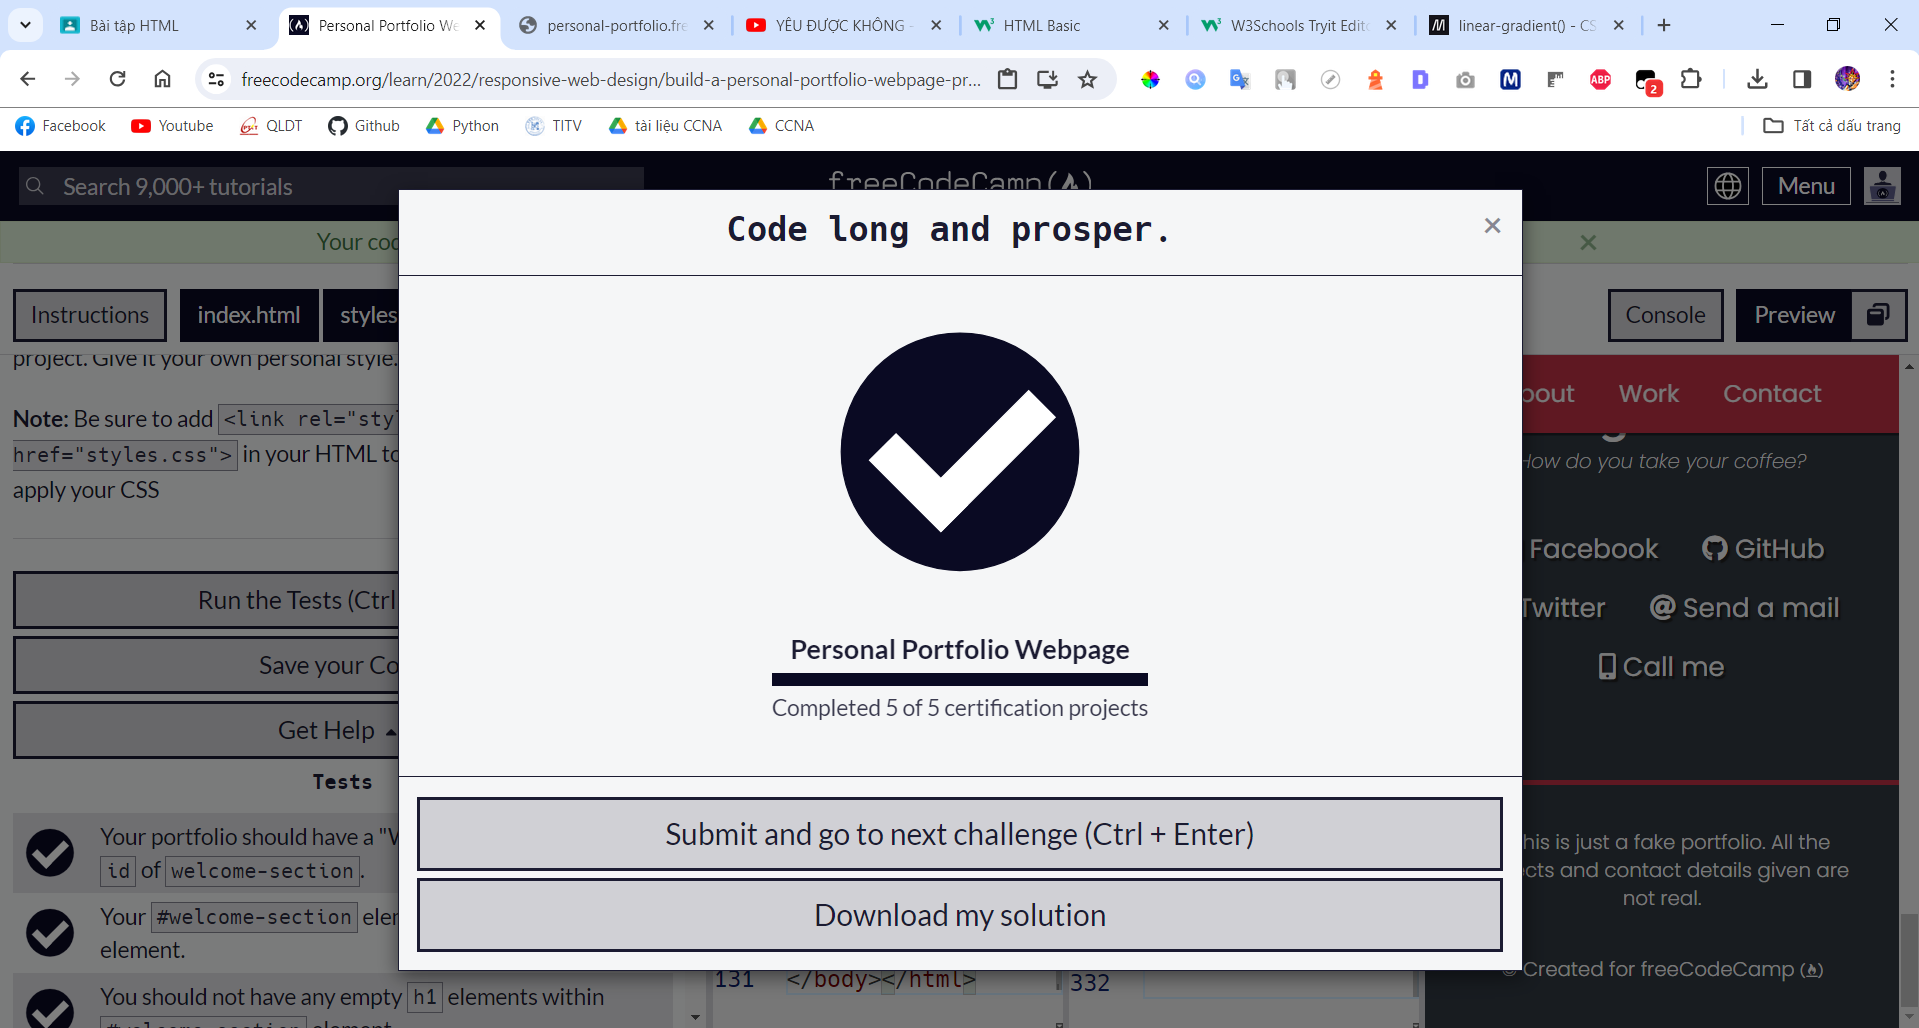 Bài tập HTML
Personal Portfolio We
personal-portfolio.fre
YÊU ĐƯỢC KHÔNG -
HTML Basic
W3Schools Tryit Edito
linear-gradient() - CS
freecodecamp.org/learn/2022/responsive-web-design/build-a-personal-portfolio-webpage-pr...
ABP
2
Facebook
Youtube
QLDT
Github
Python
TITV
tài liệu CCNA
CCNA
Tất cả dấu trang
Search 9,000+ tutorials
freeCodeCamp
Menu
Your cod
Instructions
index.html
styles
Console
Preview
project. Give it your own personal style.
Note: Be sure to add <link rel="styl
href="styles.css"> in your HTML to
apply your CSS
Run the Tests (Ctrl
Save your Co
Get Help
Tests
Your portfolio should have a "W
id of welcome-section.
Your #welcome-section eler
element.
You should not have any empty h1 elements within
#welcome-section element.
Code long and prosper.
Personal Portfolio Webpage
Completed 5 of 5 certification projects
Submit and go to next challenge (Ctrl + Enter)
Download my solution
131 </body></html>
332
bout
Work
Contact
How do you take your coffee?
Facebook
GitHub
Twitter
@ Send a mail
Call me
his is just a fake portfolio. All the
ects and contact details given are
not real.
© Created for freeCodeCamp